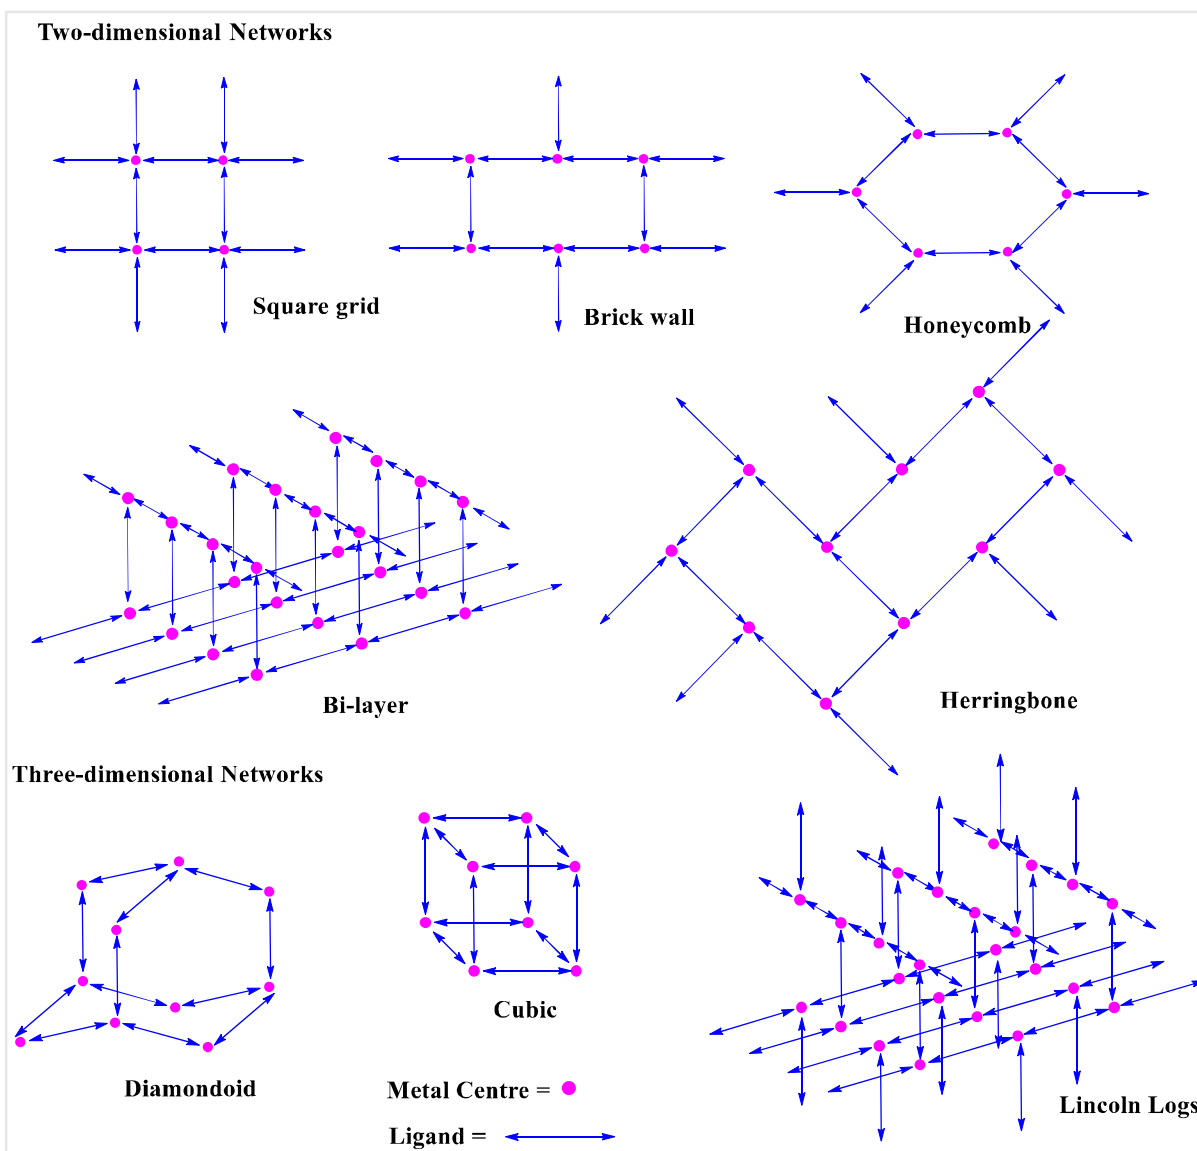 Two-dimensional Networks
Square grid
Brick wall
Honeycomb
Bi-layer
Herringbone
Three-dimensional Networks
Cubic
Diamondoid
Metal Centre =
Lincoln Logs
Ligand =